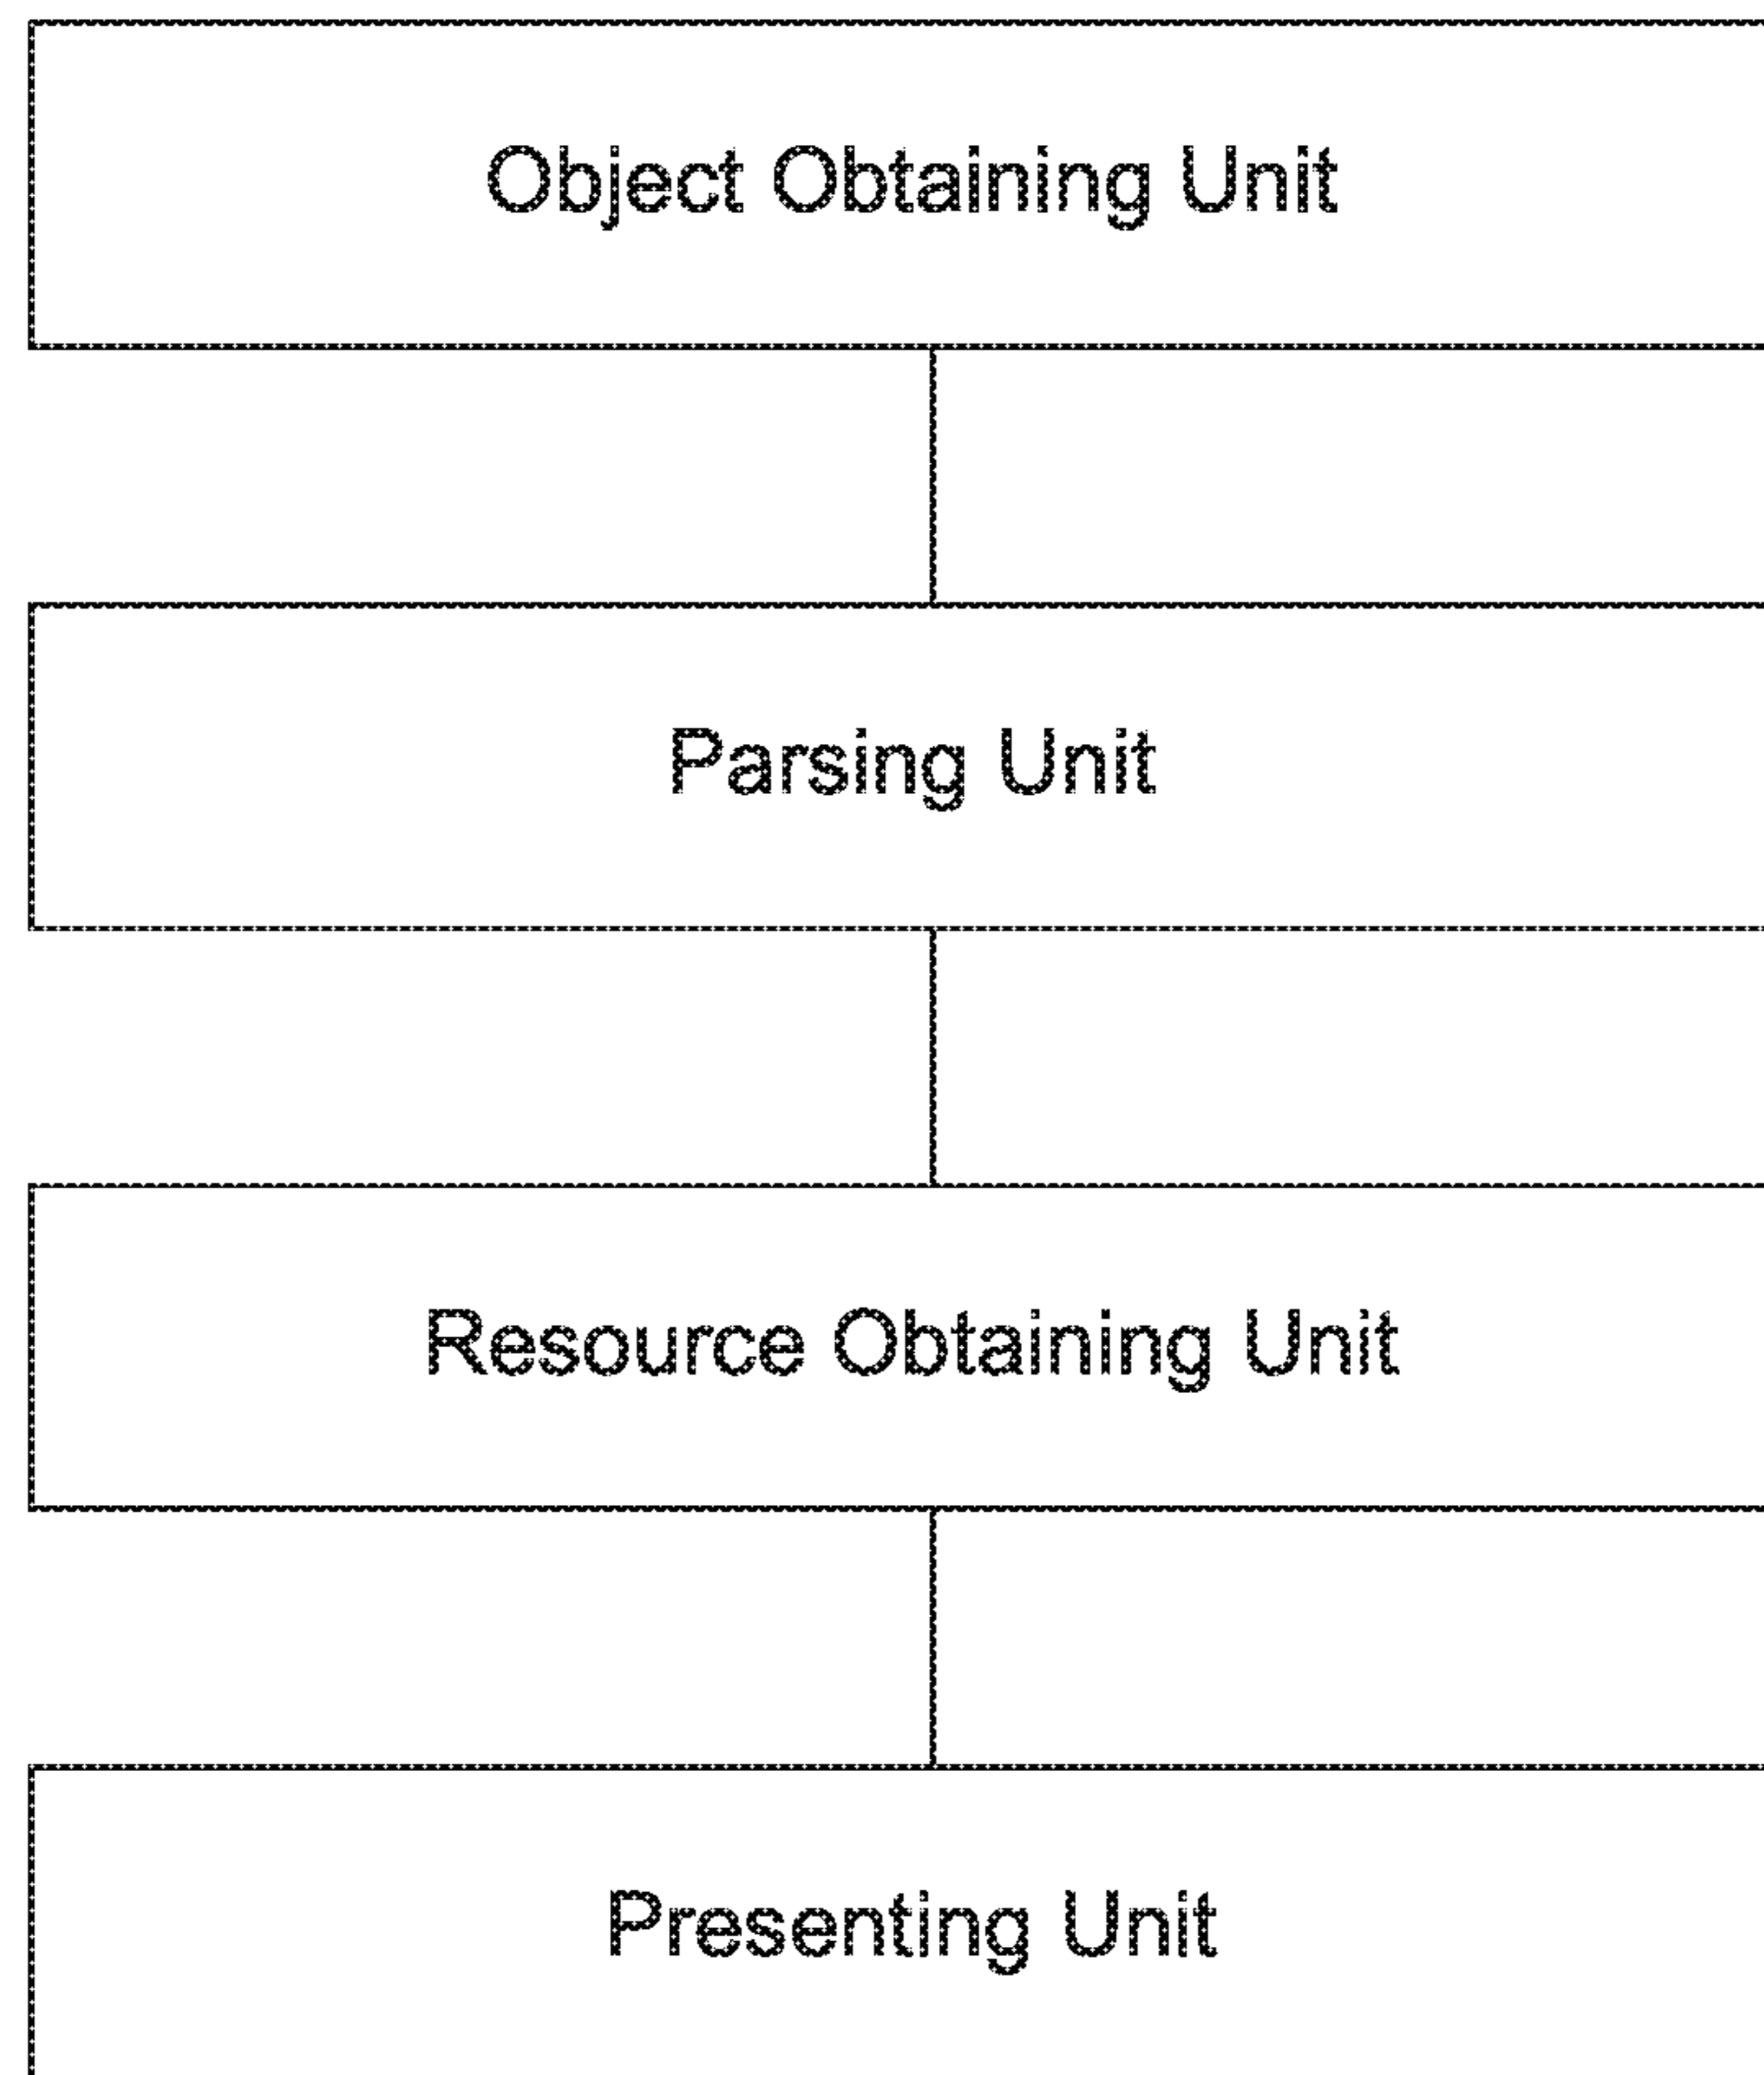 Object Obtaining Unit
Parsing Unit
Resource Obtaining Unit
Presenting Unit